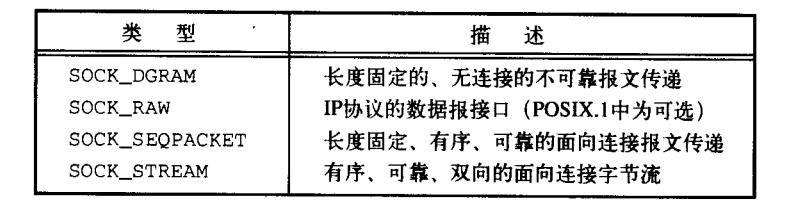 类 型 描 述
SOCK_DGRAM 长度固定的、无连接的不可靠报文传递
SOCK_RAW IP协议的数据报接口（POSIX.1中为可选）
SOCK_SEQPACKET 长度固定、有序、可靠的面向连接报文传递
SOCK_STREAM 有序、可靠、双向的面向连接字节流